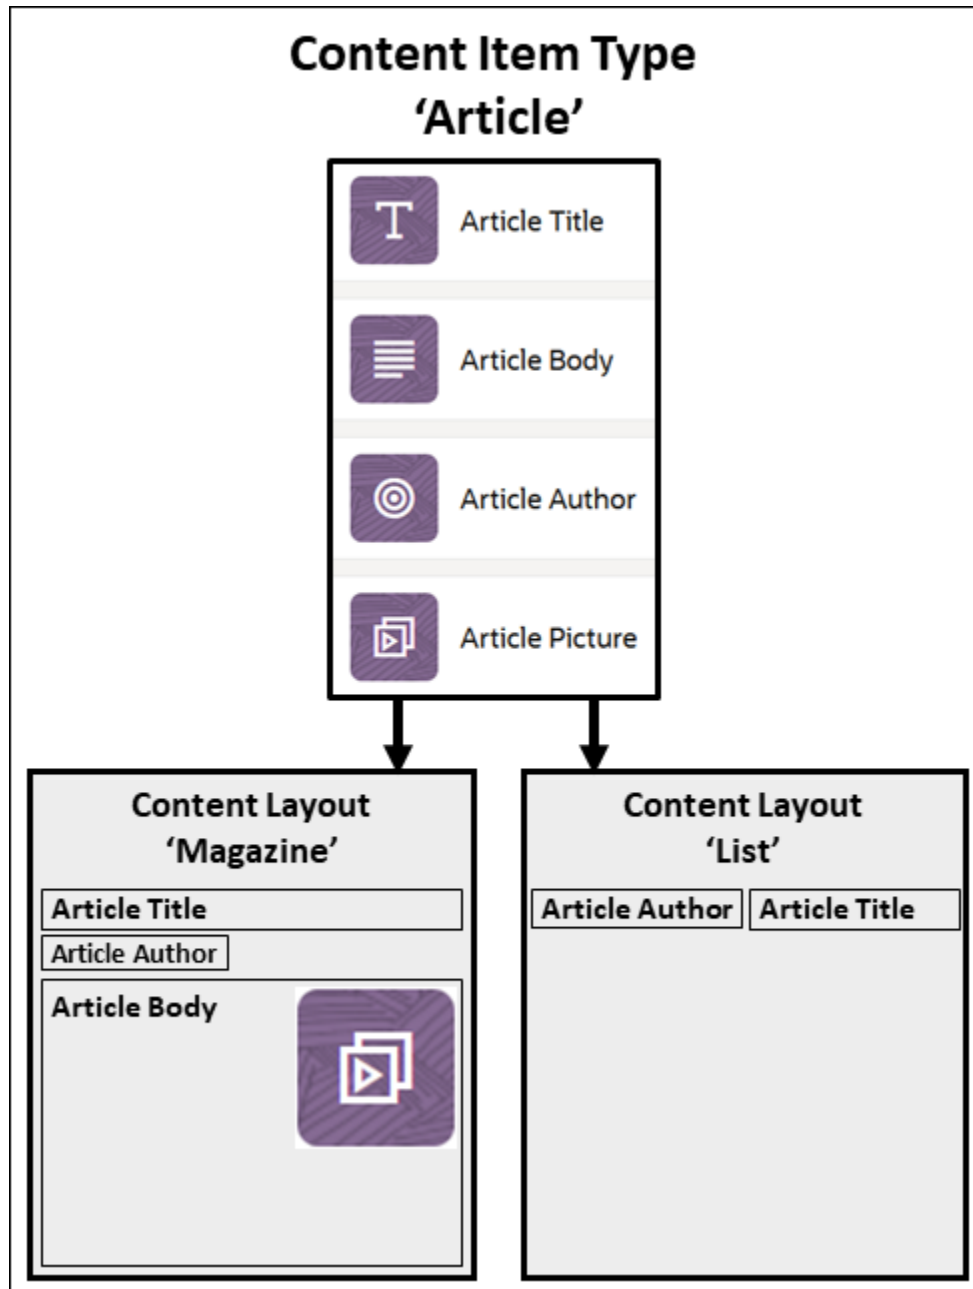 Content Item Type
‘Article’
T
Article Title
Article Body
Article Author
Article Picture
Content Layout
‘Magazine’
Article Title
Article Author
Article Body
Content Layout
‘List’
Article Author
Article Title